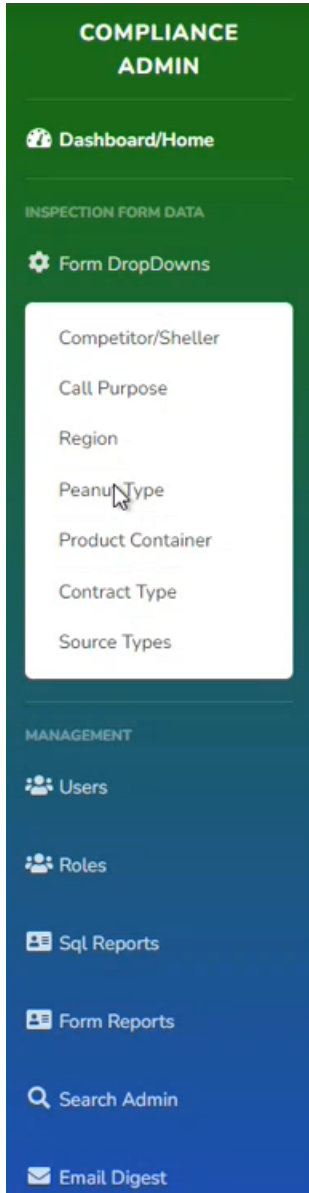 COMPLIANCE
ADMIN
Dashboard/Home
INSPECTION FORM DATA
Form DropDowns
Competitor/Sheller
Call Purpose
Region
Peanut Type
Product Container
Contract Type
Source Types
MANAGEMENT
Users
Roles
Sql Reports
Form Reports
Search Admin
Email Digest